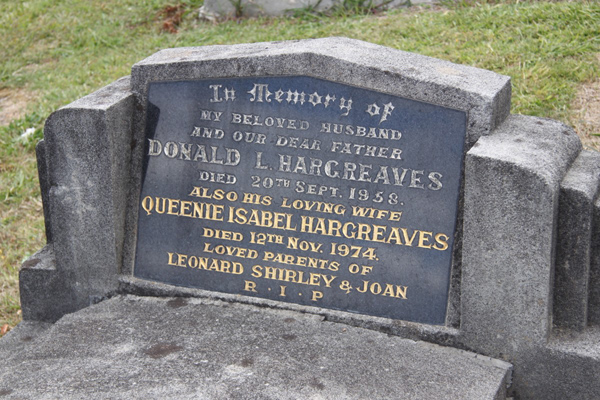 In Memory of
MY BELOVED HUSBAND
AND OUR DEAR FATHER
DONALD L. HARGREAVES
DIED 20TH SEPT. 1958.
ALSO HIS LOVING WIFE
QUEENIE ISABEL HARGREAVES
DIED 12TH NOV. 1974.
LOVED PARENTS OF
LEONARD SHIRLEY & JOAN
R · I · P